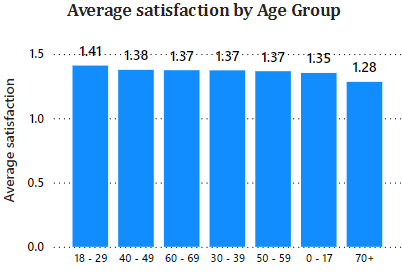 Average satisfaction by Age Group
Average satisfaction
1.5
1.0
0.5
0.0
1.41
1.38
1.37
1.37
1.37
1.35
1.28
18 - 29
40 - 49
60 - 69
30 - 39
50 - 59
0 - 17
70+